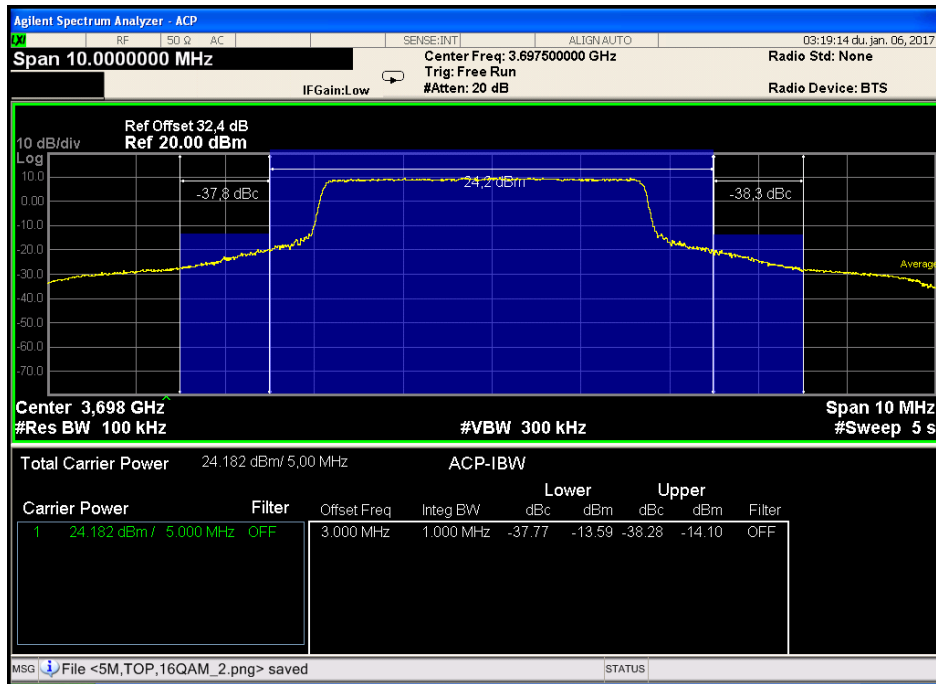 Agilent Spectrum Analyzer - ACP
LXI RF 50 Ω AC SENSE:INT ALIGN AUTO 03:19:14 du. jan. 06, 2017
Span 10.0000000 MHz Center Freq: 3.697500000 GHz Radio Std: None
Trig: Free Run
IFGain:Low #Atten: 20 dB Radio Device: BTS
Ref Offset 32,4 dB
10 dB/div Ref 20.00 dBm
Log
10.0
0.00
-10.0
-20.0
-30.0
-40.0
-50.0
-60.0
-70.0
-37,8 dBc 24,2 dBm -38,3 dBc
Average
Center 3,698 GHz Span 10 MHz
#Res BW 100 kHz #VBW 300 kHz #Sweep 5 s
Total Carrier Power 24.182 dBm/ 5,00 MHz ACP-IBW
Lower Upper
Carrier Power Filter Offset Freq Integ BW dBc dBm dBc dBm Filter
1 24.182 dBm / 5.000 MHz OFF 3.000 MHz 1.000 MHz -37.77 -13.59 -38.28 -14.10 OFF
MSG File <5M,TOP,16QAM_2.png> saved STATUS